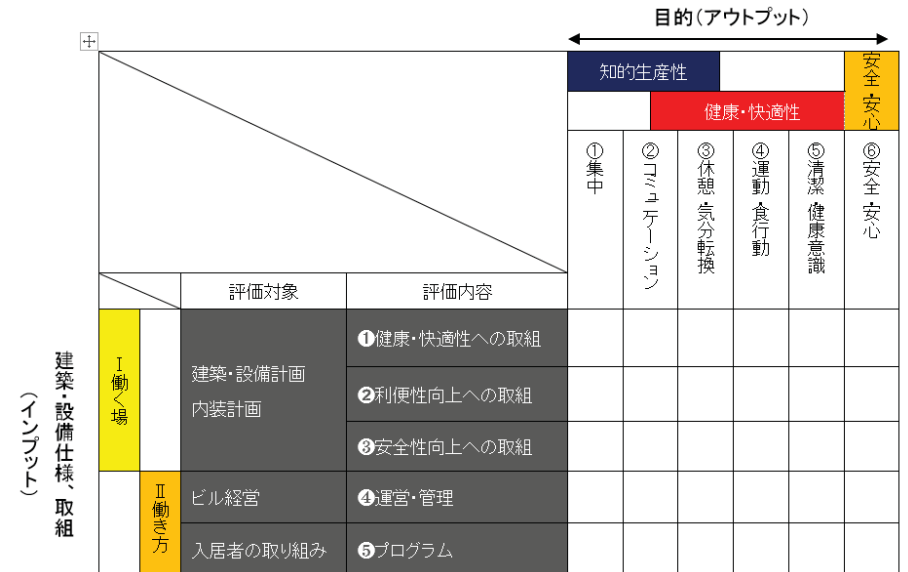 目的(アウトプット)
知的生産性
安全・安心
健康・快適性
①集中
②コミュニケーション
③休憩・気分転換
④運動・食行動
⑤清潔・健康意識
⑥安全・安心
評価対象
評価内容
建築・設備仕様、取組
(インプット)
Ⅰ働く場
建築・設備計画
内装計画
❶健康・快適性への取組
❷利便性向上への取組
❸安全性向上への取組
Ⅱ働き方
ビル経営
❹運営・管理
入居者の取り組み
❺プログラム